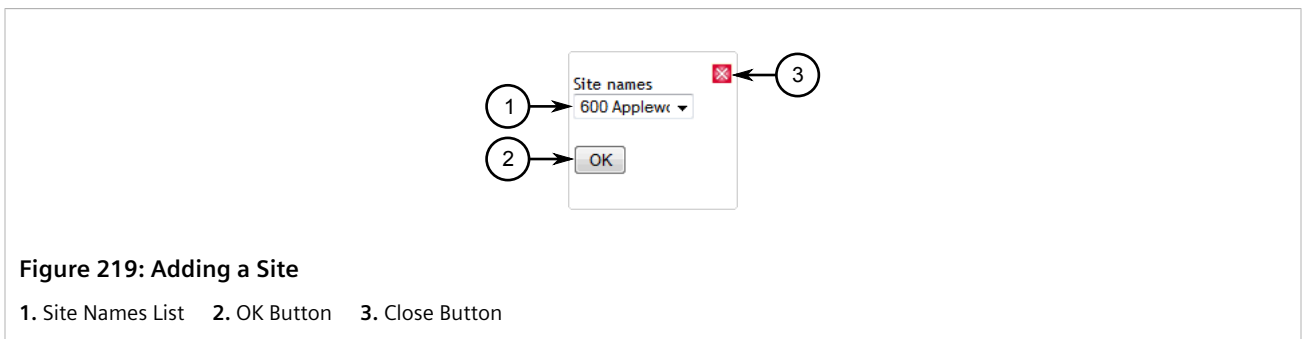 Site names
3
1
600 Applewc
2
OK
Figure 219: Adding a Site
1. Site Names List 2. OK Button 3. Close Button